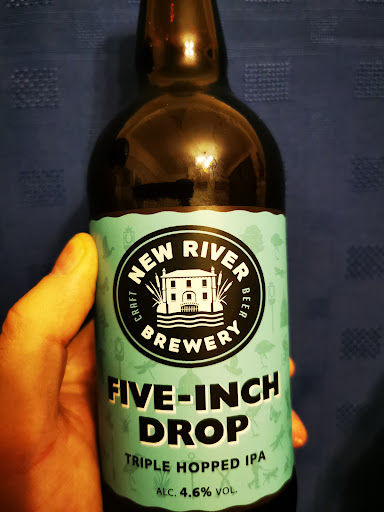 NEW RIVER
CRAFT BEER
BREWERY
FIVE-INCH
DROP
TRIPLE HOPPED IPA
ALC. 4.6% VOL.